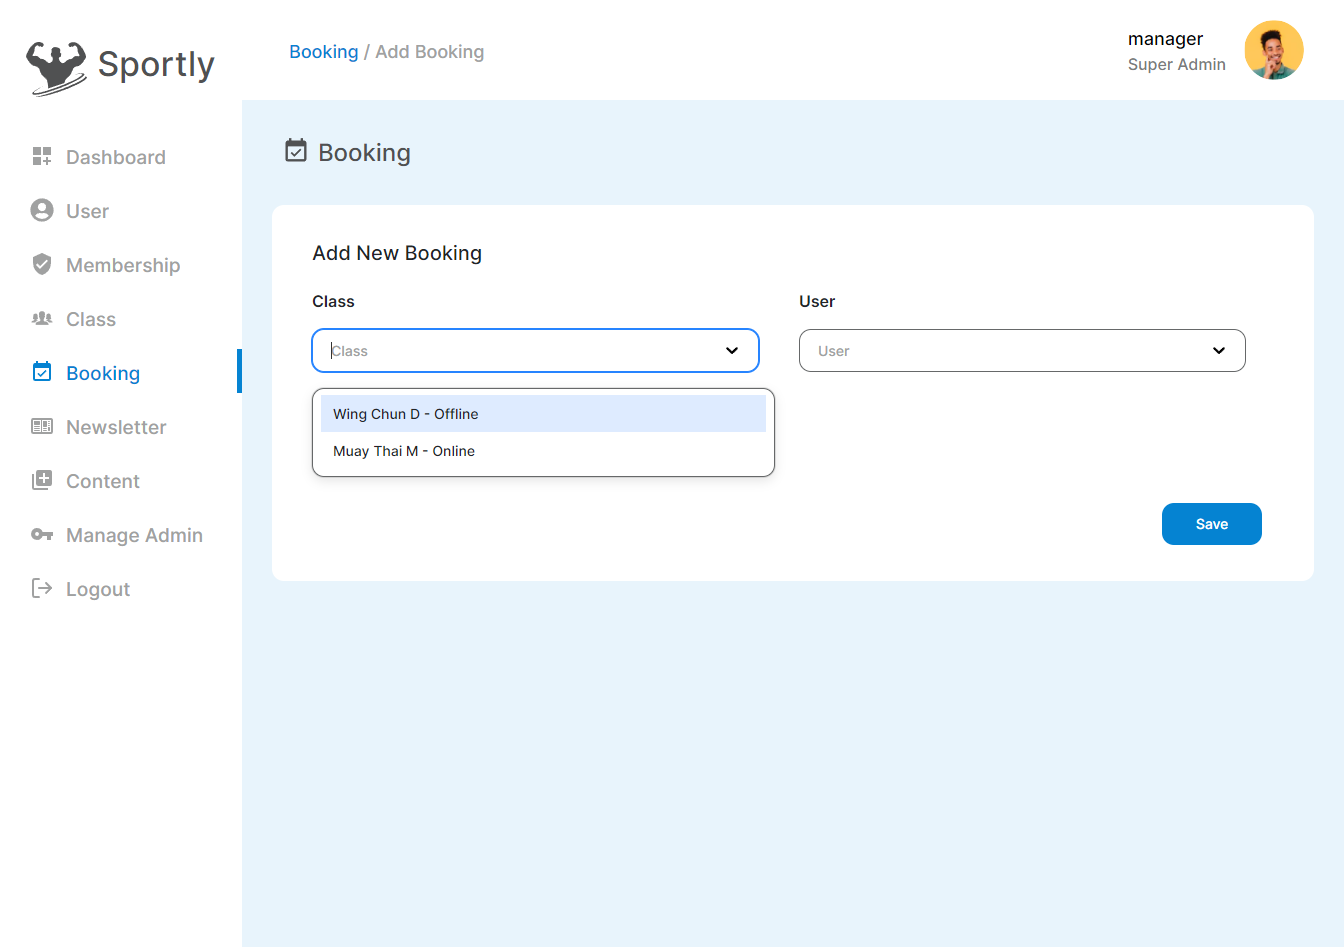 Sportly
Booking / Add Booking
manager
Super Admin
Dashboard
User
Membership
Class
Booking
Newsletter
Content
Manage Admin
Logout
Booking
Add New Booking
Class
User
Class
User
Wing Chun D - Offline
Muay Thai M - Online
Save